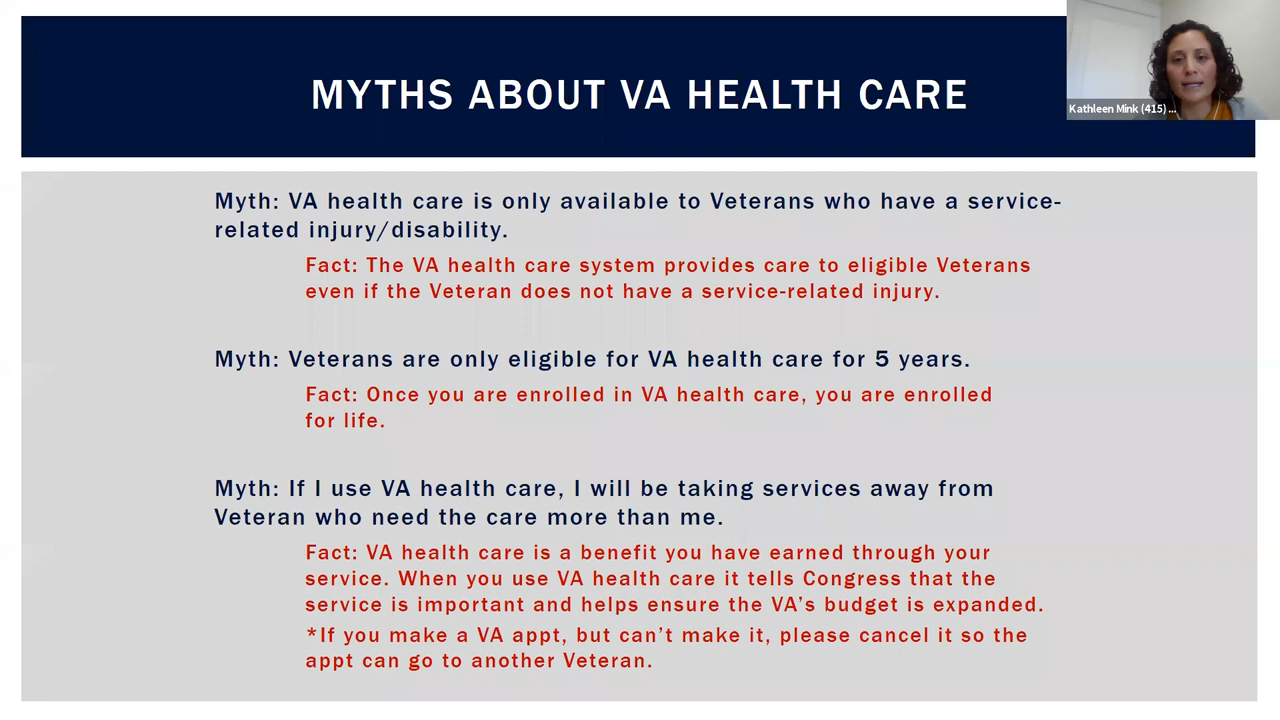 MYTHS ABOUT VA HEALTH CARE
Kathleen Mink (415) ...
Myth: VA health care is only available to Veterans who have a service-
related injury/disability.
Fact: The VA health care system provides care to eligible Veterans
even if the Veteran does not have a service-related injury.
Myth: Veterans are only eligible for VA health care for 5 years.
Fact: Once you are enrolled in VA health care, you are enrolled
for life.
Myth: If I use VA health care, I will be taking services away from
Veteran who need the care more than me.
Fact: VA health care is a benefit you have earned through your
service. When you use VA health care it tells Congress that the
service is important and helps ensure the VA’s budget is expanded.
*If you make a VA appt, but can’t make it, please cancel it so the
appt can go to another Veteran.